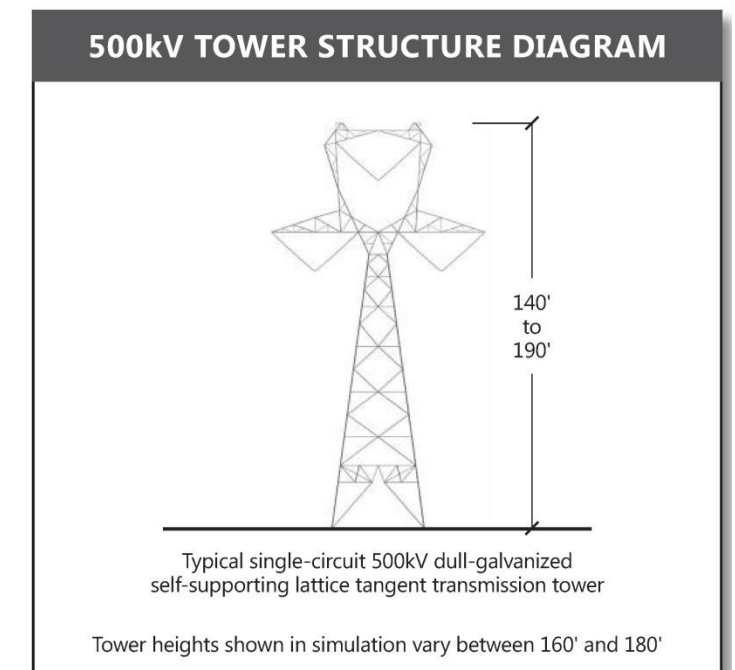 500kV TOWER STRUCTURE DIAGRAM
140'
to
190'
Typical single-circuit 500kV dull-galvanized
self-supporting lattice tangent transmission tower
Tower heights shown in simulation vary between 160' and 180'